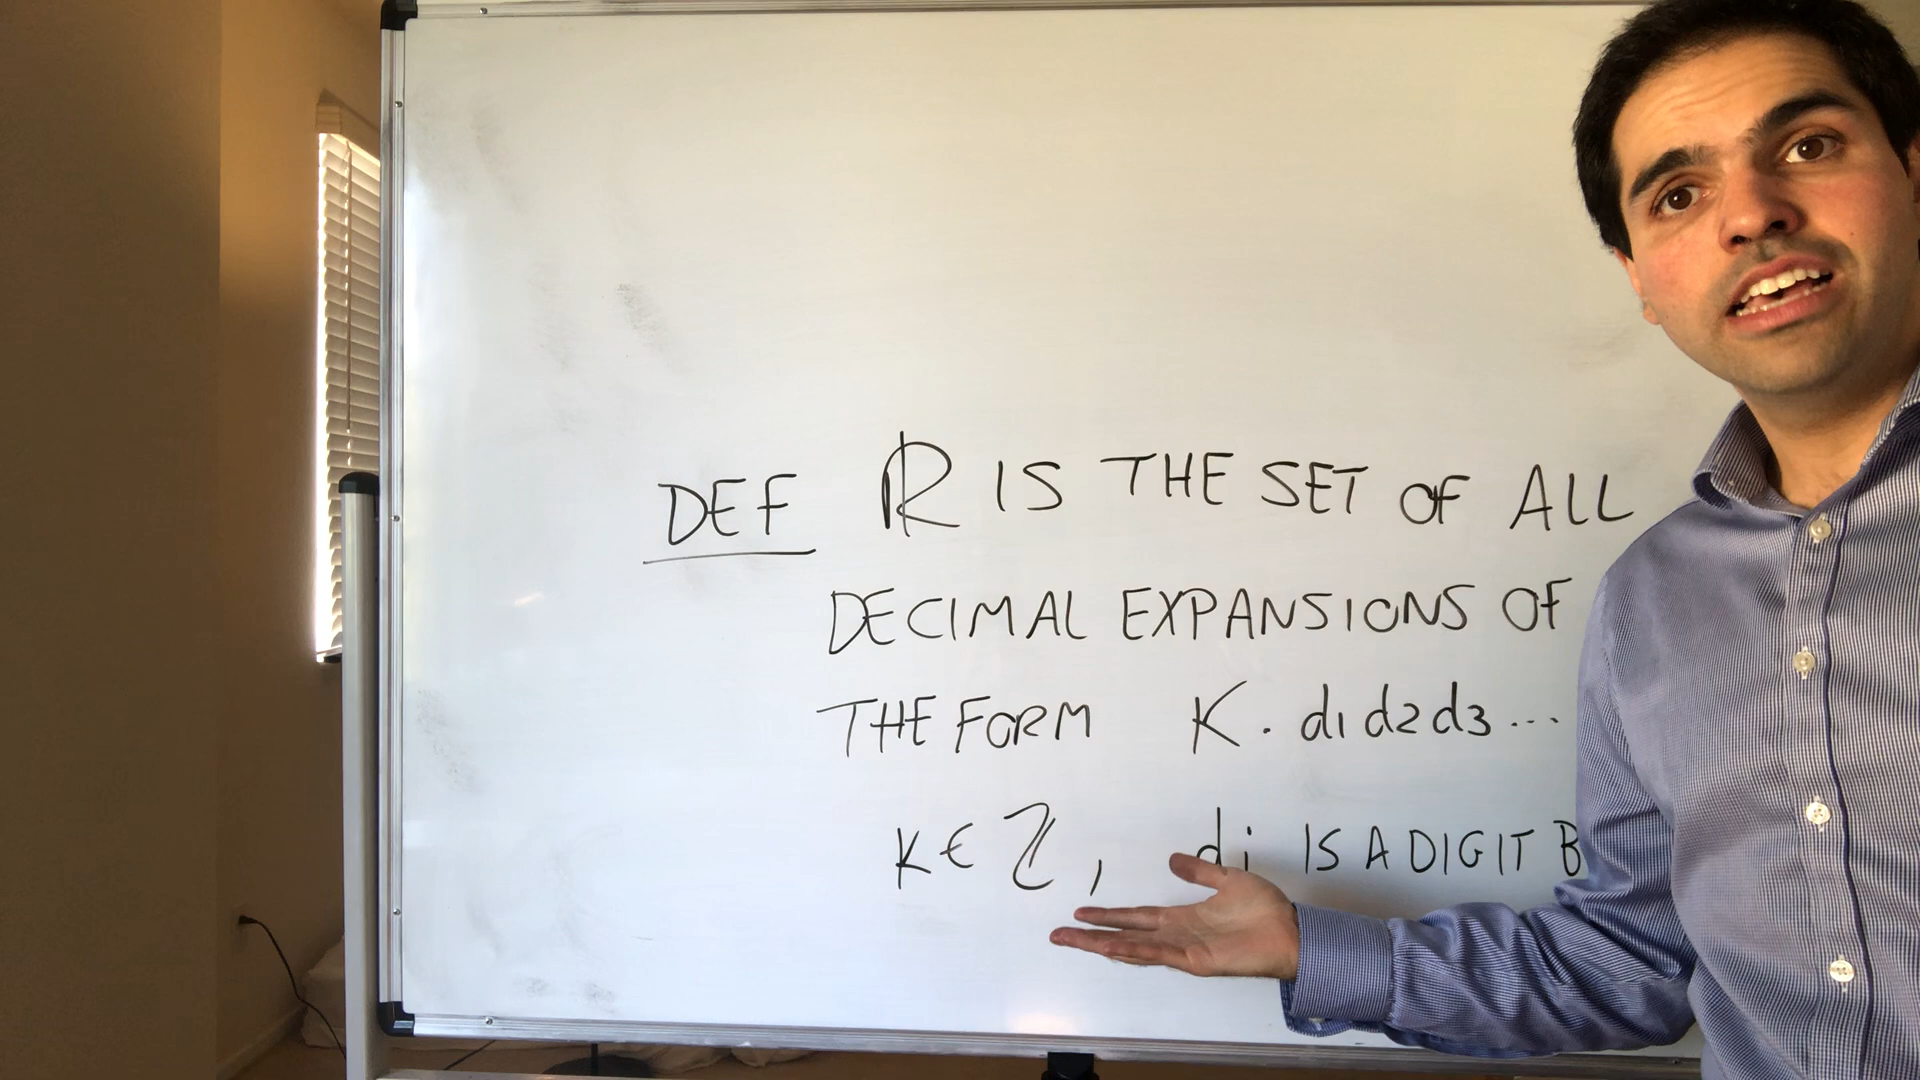 DEF ℝ IS THE SET OF ALL
DECIMAL EXPANSIONS OF
THE FORM K. d1d2d3...
K∈ℤ, di IS A DIGIT B